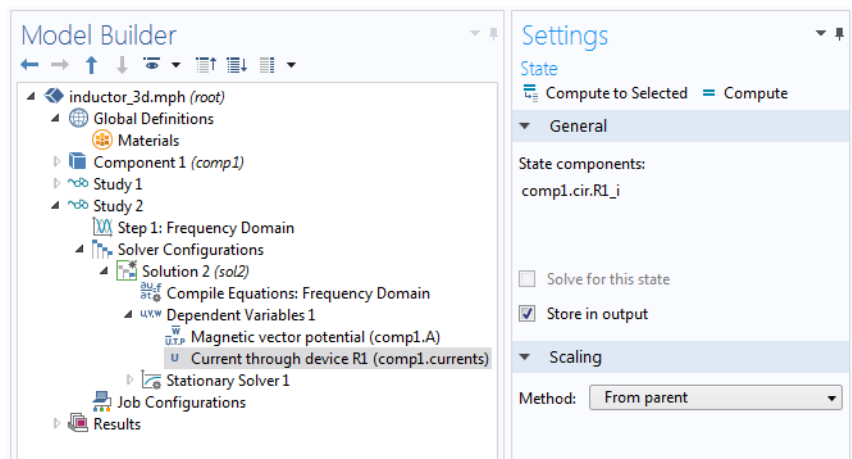 Model Builder
inductor_3d.mph (root)
Global Definitions
Materials
Component 1 (comp1)
Study 1
Study 2
Step 1: Frequency Domain
Solver Configurations
Solution 2 (sol2)
Compile Equations: Frequency Domain
Dependent Variables 1
Magnetic vector potential (comp1.A)
Current through device R1 (comp1.currents)
Stationary Solver 1
Job Configurations
Results
Settings
State
Compute to Selected = Compute
General
State components:
comp1.cir.R1_i
Solve for this state
Store in output
Scaling
Method: From parent